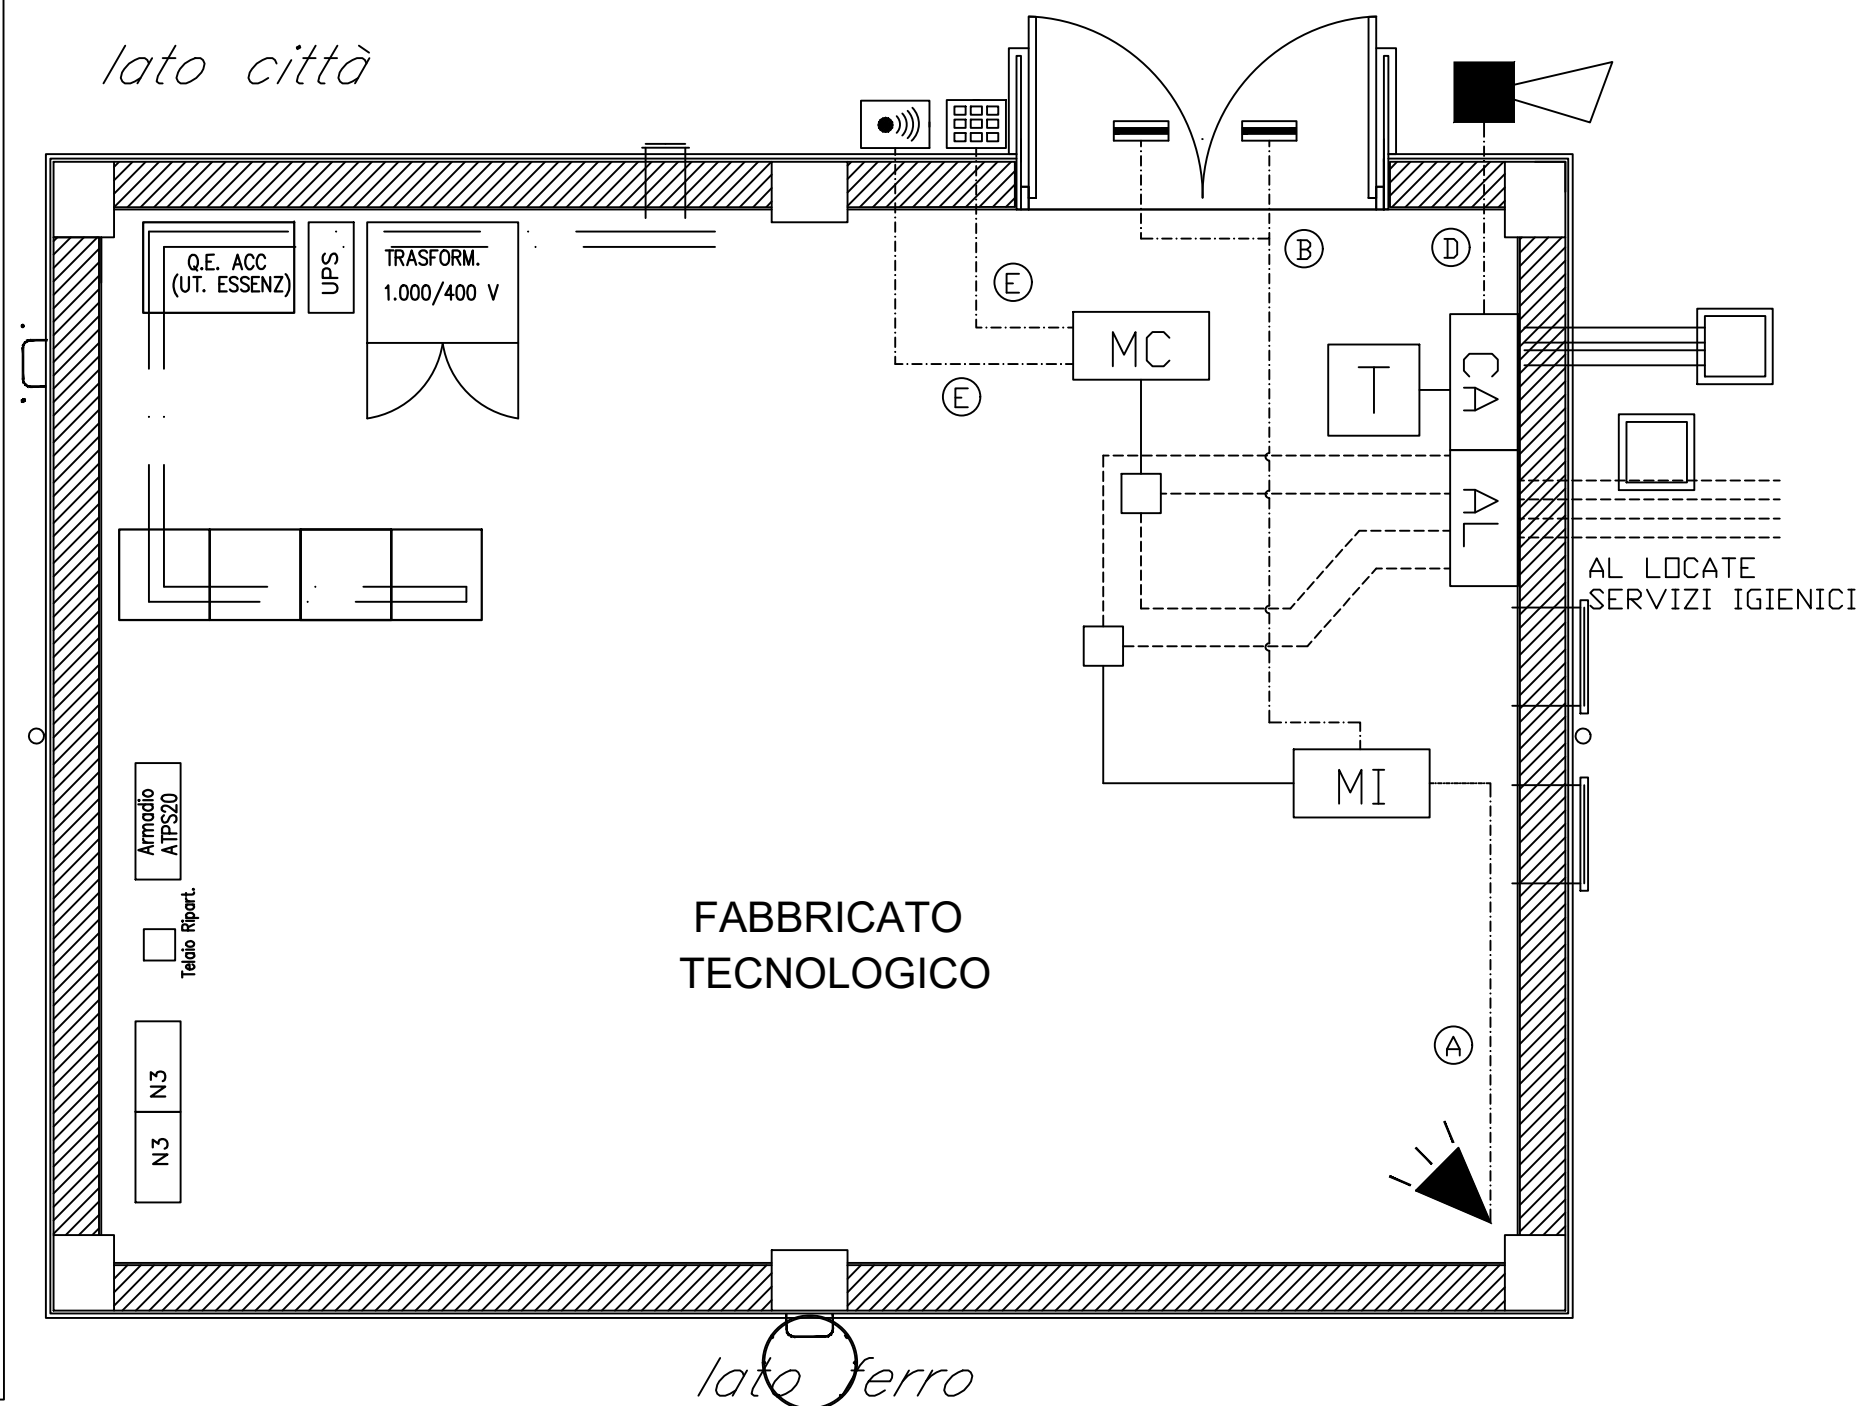 lato città
Q.E. ACC
(UT. ESSENZ)
UPS
TRASFORM.
1.000/400 V
B
D
E
MC
E
T
CA
AL
AL LOCATE
SERVIZI IGIENICI
MI
Armadio
ATPS20
Telaio Ripart.
FABBRICATO
TECNOLOGICO
A
N3
N3
lato ferro